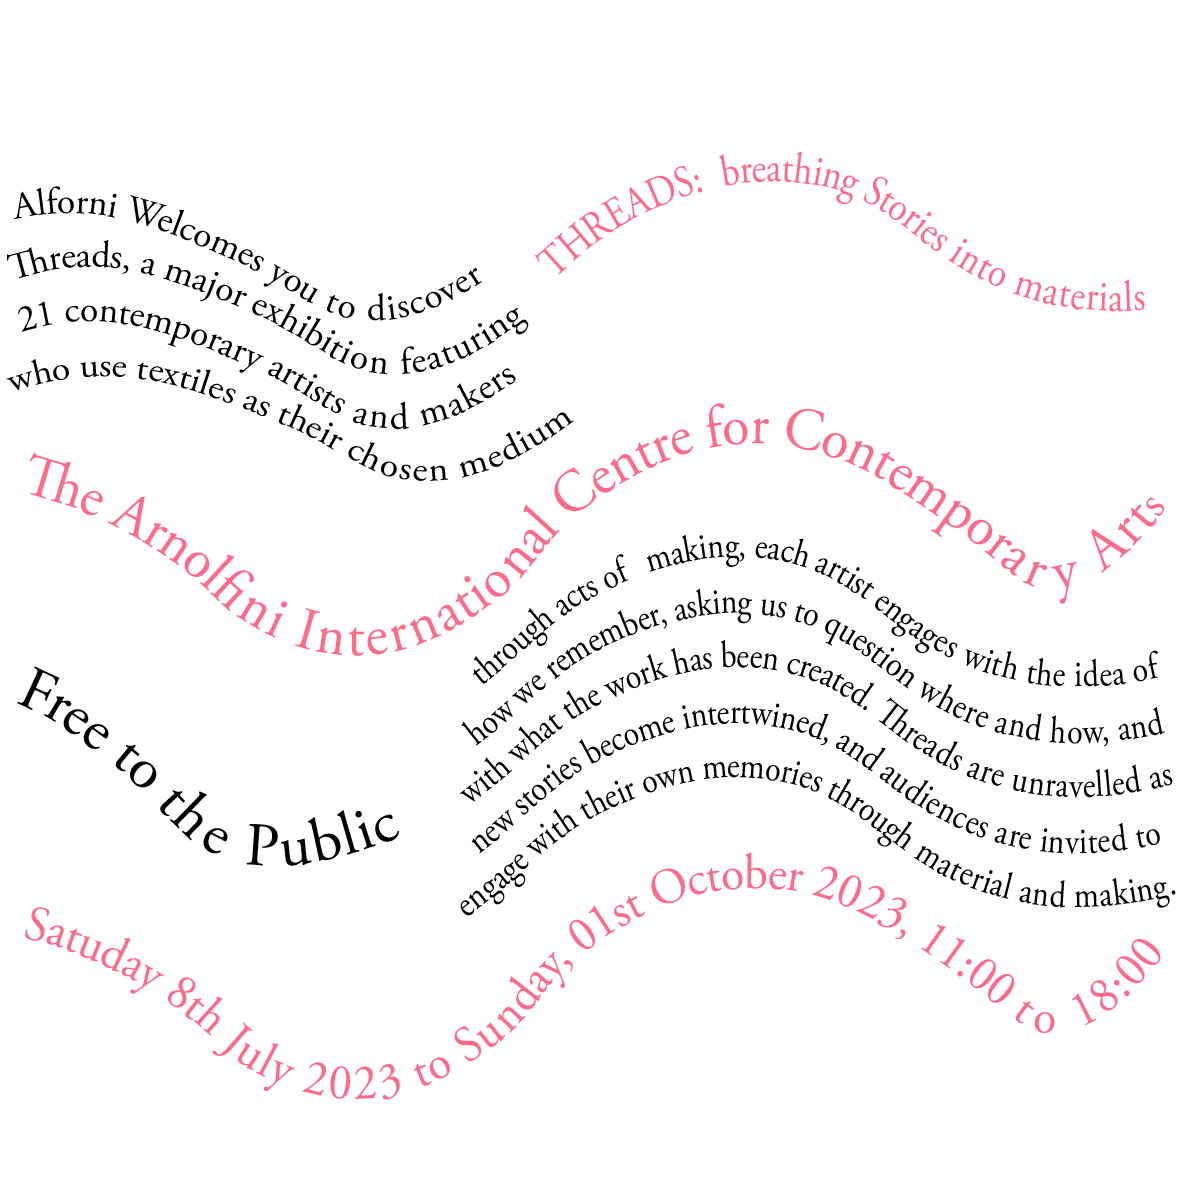 Alforni Welcomes you to discover
Threads, a major exhibition featuring
21 contemporary artists and makers
who use textiles as their chosen medium
THREADS: breathing Stories into materials
The Arnolfini International Centre for Contemporary Arts
through acts of making, each artist engages with the idea of
how we remember, asking us to question where and how, and
with what the work has been created. Threads are unravelled as
new stories become intertwined, and audiences are invited to
engage with their own memories through material and making.
Free to the Public
Satuday 8th July 2023 to Sunday, 01st October 2023, 11:00 to 18:00